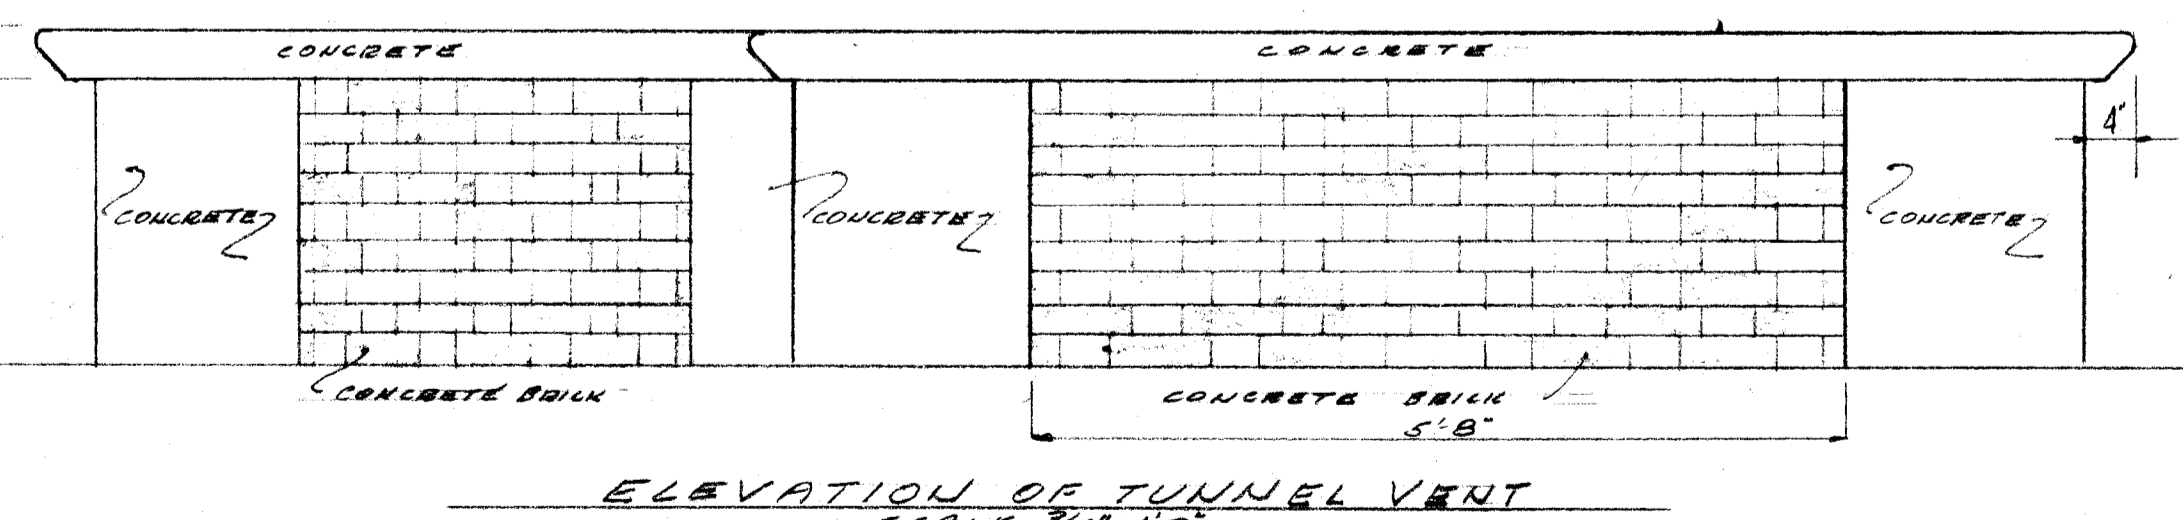 CONCRETE
CONCRETE
4"
CONCRETE
CONCRETE
CONCRETE
CONCRETE BRICK
CONCRETE BRICK
5'-8"
ELEVATION OF TUNNEL VENT